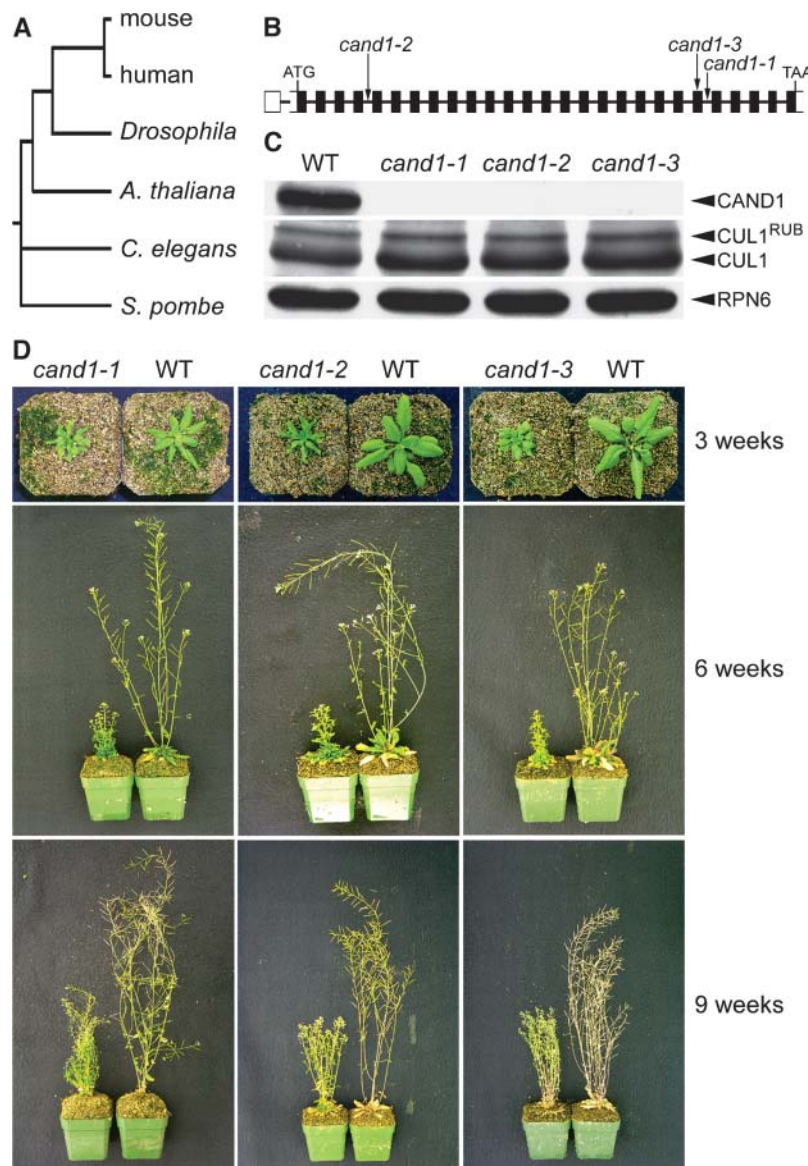 A
mouse
human
Drosophila
A. thaliana
C. elegans
S. pombe
B
cand1-2
cand1-3
cand1-1
ATG
TAA
C
WT cand1-1 cand1-2 cand1-3
CAND1
CUL1RUB
CUL1
RPN6
D
cand1-1 WT cand1-2 WT cand1-3 WT
3 weeks
6 weeks
9 weeks